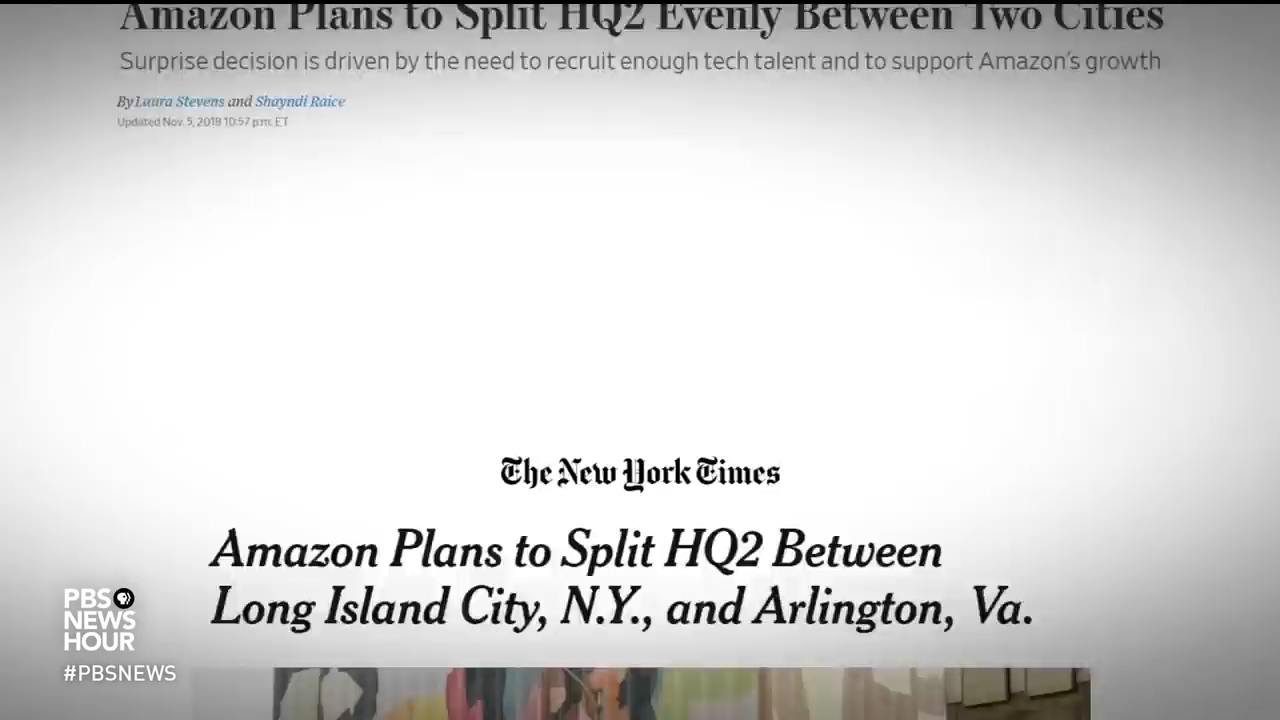 Amazon Plans to Split HQ2 Evenly Between Two Cities
Surprise decision is driven by the need to recruit enough tech talent and to support Amazon's growth
By Laura Stevens and Shayndi Raice
Updated Nov. 5, 2018 10:57 p.m. ET
The New York Times
Amazon Plans to Split HQ2 Between
Long Island City, N.Y., and Arlington, Va.
PBS
NEWS
HOUR
#PBSNEWS